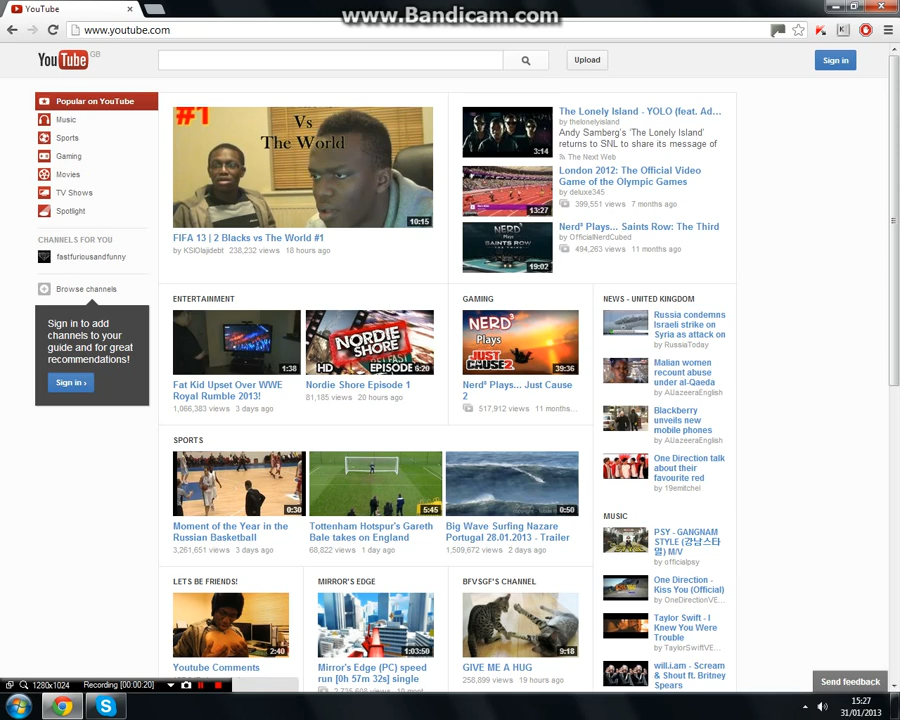 YouTube
www.Bandicam.com
www.youtube.com
YouTube GB
Upload
Sign in
Popular on YouTube
Music
Sports
Gaming
Movies
TV Shows
Spotlight
CHANNELS FOR YOU
fastfuriousandfunny
Browse channels
Sign in to add
channels to your
guide and for great
recommendations!
Sign in ›
#1
Vs
The World
10:15
FIFA 13 | 2 Blacks vs The World #1
by KSIOlajidebt 238,232 views 18 hours ago
3:14
The Lonely Island - YOLO (feat. Ad...
by thelonelyisland
Andy Samberg's 'The Lonely Island'
returns to SNL to share its message of
The Next Web
13:27
London 2012: The Official Video
Game of the Olympic Games
by deluxe345
399,551 views 7 months ago
NERD³
Plays
SAINTS ROW
THE THIRD
19:02
Nerd³ Plays... Saints Row: The Third
by OfficialNerdCubed
494,263 views 11 months ago
ENTERTAINMENT
1:38
Fat Kid Upset Over WWE
Royal Rumble 2013!
1,066,383 views 3 days ago
NORDIE
SHORE
BELFAST
HD
EPISODE
6:20
Nordie Shore Episode 1
81,185 views 20 hours ago
GAMING
NERD³
Plays
JUST
CAUSE2
39:36
Nerd³ Plays... Just Cause
2
517,912 views 11 months...
NEWS - UNITED KINGDOM
Russia condemns
Israeli strike on
Syria as attack on
by RussiaToday
Malian women
recount abuse
under al-Qaeda
by AlJazeeraEnglish
Blackberry
unveils new
mobile phones
by AlJazeeraEnglish
One Direction talk
about their
favourite red
by 19emitchel
SPORTS
0:30
Moment of the Year in the
Russian Basketball
3,261,651 views 3 days ago
5:45
Tottenham Hotspur's Gareth
Bale takes on England
68,822 views 1 day ago
0:50
Big Wave Surfing Nazare
Portugal 28.01.2013 - Trailer
1,509,672 views 2 days ago
MUSIC
PSY - GANGNAM
STYLE (강남스타
일) M/V
by officialpsy
One Direction -
Kiss You (Official)
by OneDirectionVE...
Taylor Swift - I
Knew You Were
Trouble
by TaylorSwiftVE...
will.i.am - Scream
& Shout ft. Britney
Spears
LETS BE FRIENDS!
2:40
Youtube Comments
MIRROR'S EDGE
1:03:50
Mirror's Edge (PC) speed
run [0h 57m 32s] single
BFVSGF'S CHANNEL
9:18
GIVE ME A HUG
258,899 views 19 hours ago
Send feedback
1280x1024
Recording [00:00:20]
15:27
31/01/2013